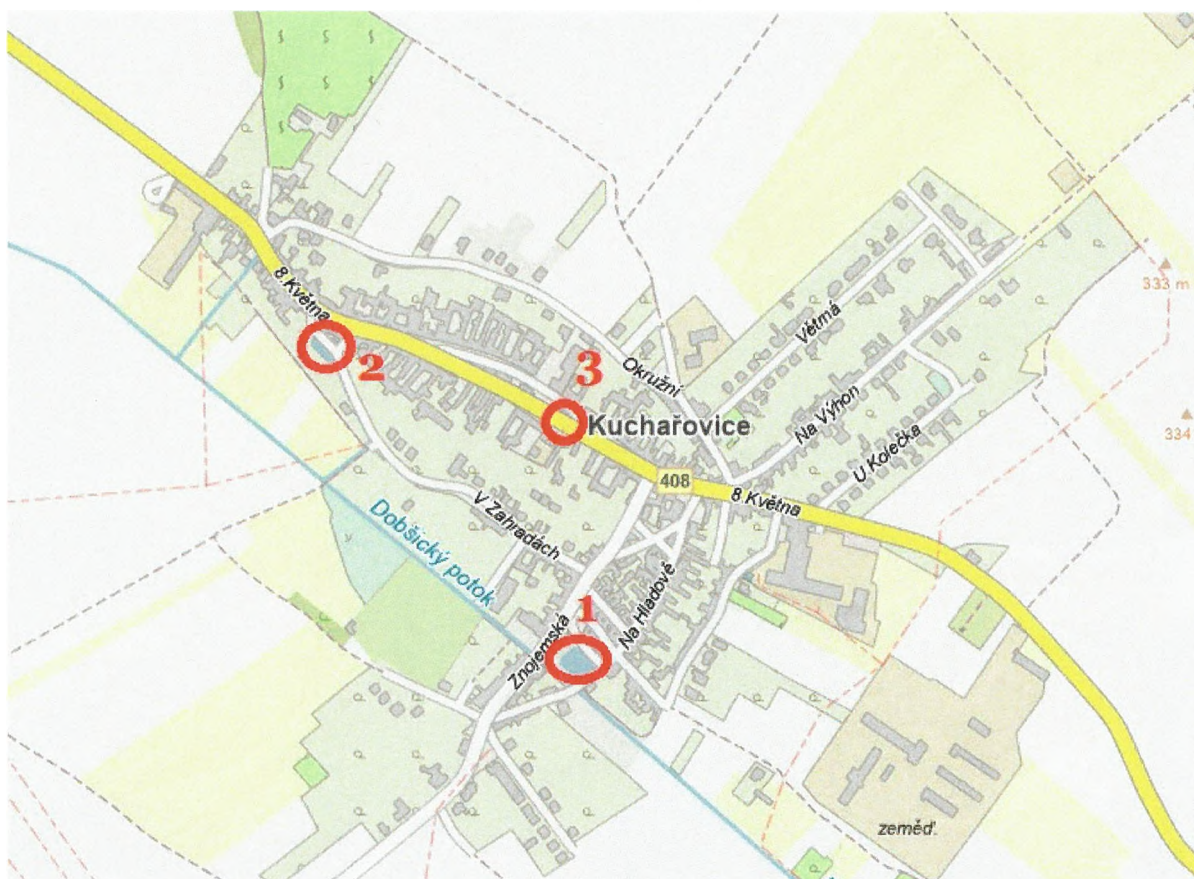 8.Května
2
3
Kuchařovice
Okružní
Větrná
333 m
334
Na Výhon
U Kolečka
408
8.Května
V Zahradách
Dobšický potok
1
Znojemská
Na Hladové
zeměď.